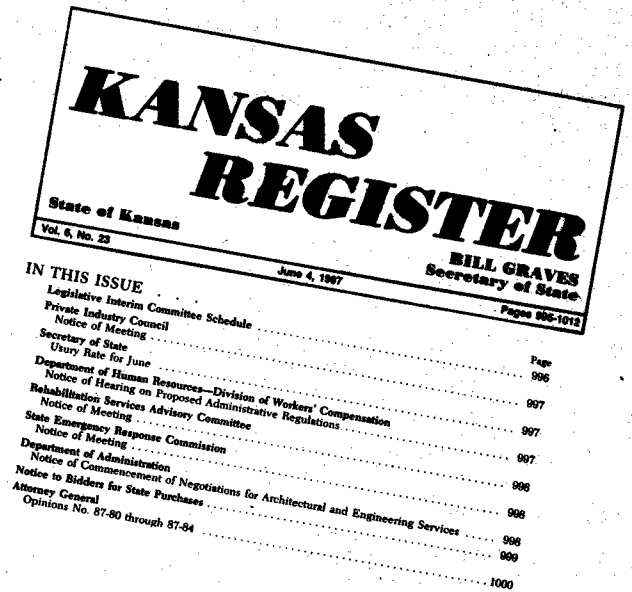 KANSAS
REGISTER
State of Kansas
BILL GRAVES
Secretary of State
Vol. 6, No. 23 June 4, 1987 Pages
IN THIS ISSUE
Page
Legislative Interim Committee Schedule 996
Private Industry Council
Notice of Meeting 997
Secretary of State
Usury Rate for June 997
Department of Human Resources—Division of Workers' Compensation
Notice of Hearing on Proposed Administrative Regulations 997
Rehabilitation Services Advisory Committee
Notice of Meeting 998
State Emergency Response Commission
Notice of Meeting 998
Department of Administration
Notice of Commencement of Negotiations for Architectural and Engineering Services 998
Notice to Bidders for State Purchases 999
Attorney General
Opinions No. 87-80 through 87-84 1000